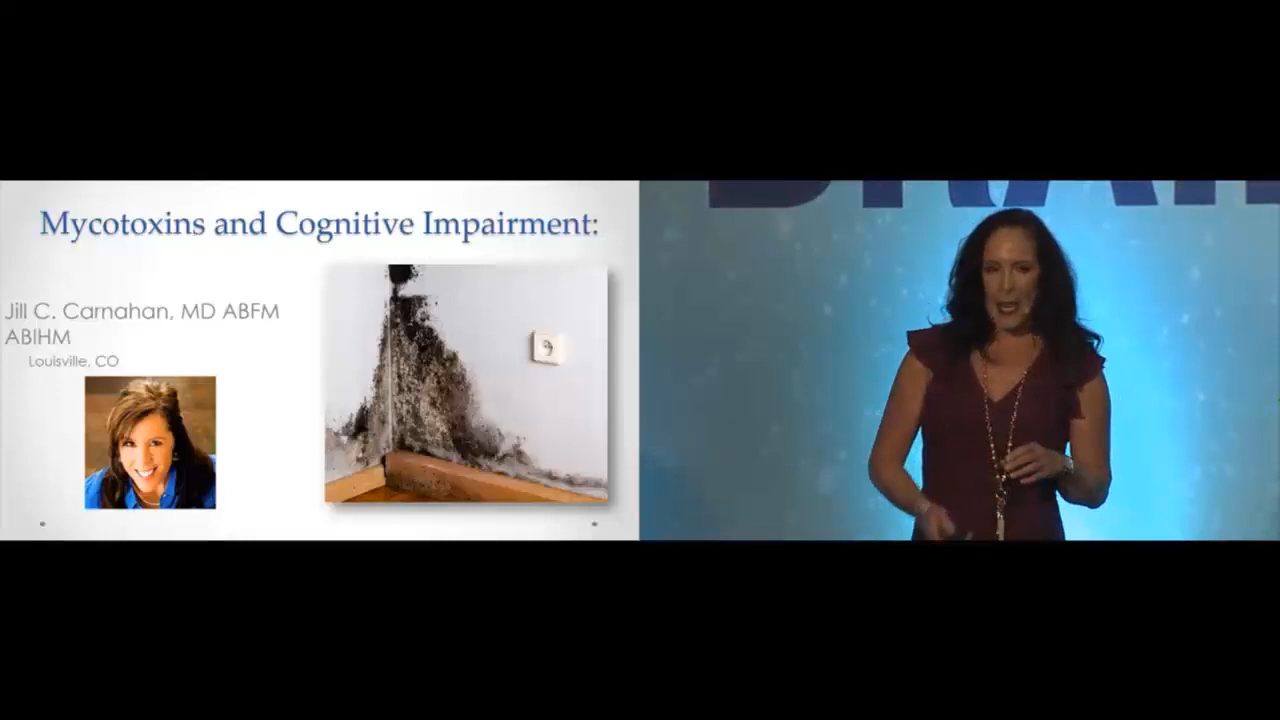 Mycotoxins and Cognitive Impairment:
Jill C. Carnahan, MD ABFM
ABIHM
Louisville, CO